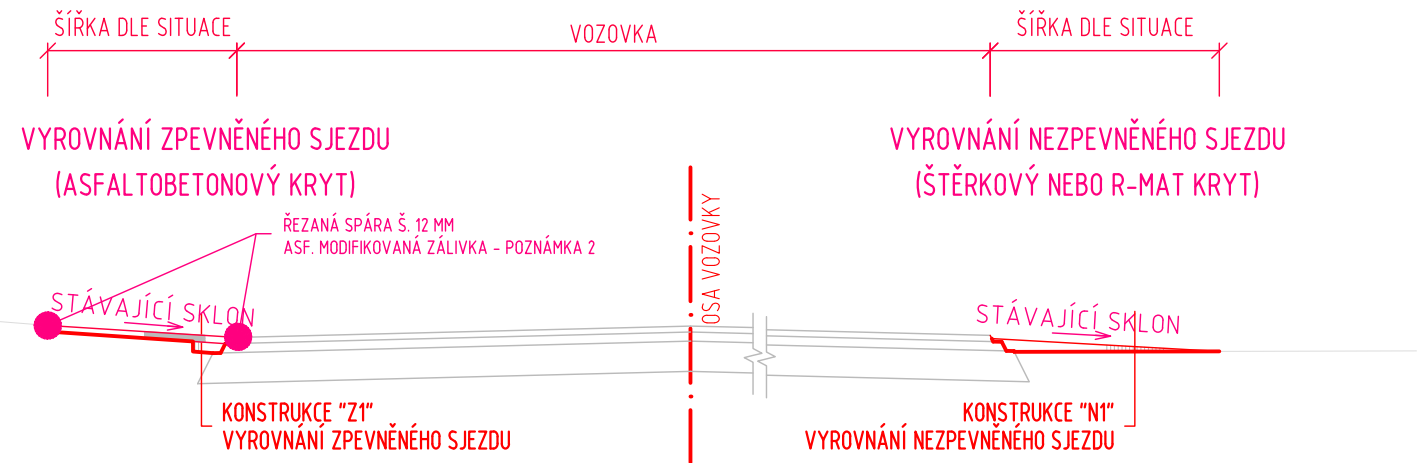 ŠÍŘKA DLE SITUACE
VOZOVKA
ŠÍŘKA DLE SITUACE
VYROVNÁNÍ ZPEVNĚNÉHO SJEZDU
(ASFALTOBETONOVÝ KRYT)
VYROVNÁNÍ NEZPEVNĚNÉHO SJEZDU
(ŠTĚRKOVÝ NEBO R-MAT KRYT)
ŘEZANÁ SPÁRA Š. 12 MM
ASF. MODIFIKOVANÁ ZÁLIVKA - POZNÁMKA 2
OSA VOZOVKY
STÁVAJÍCÍ SKLON
STÁVAJÍCÍ SKLON
KONSTRUKCE "Z1"
VYROVNÁNÍ ZPEVNĚNÉHO SJEZDU
KONSTRUKCE "N1"
VYROVNÁNÍ NEZPEVNĚNÉHO SJEZDU